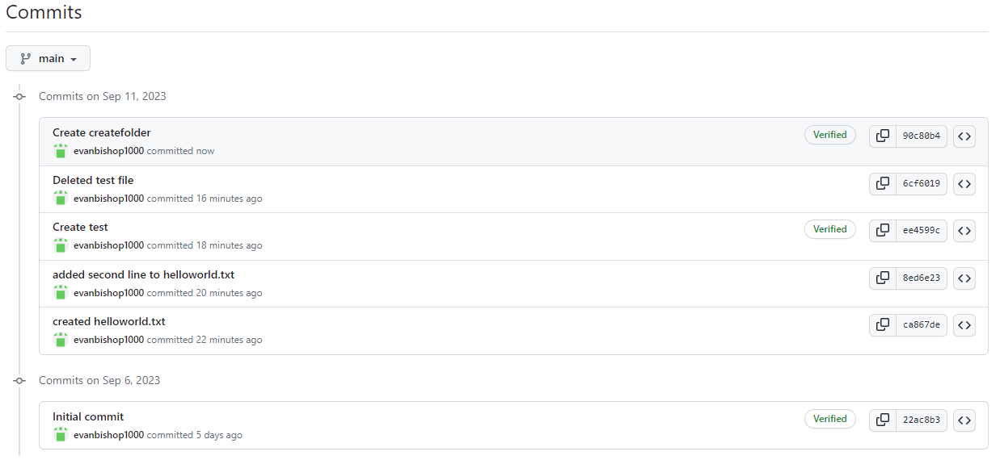 Commits
main
Commits on Sep 11, 2023
Create createfolder
Verified
90c80b4
evanbishop1000 committed now
Deleted test file
6cf6019
evanbishop1000 committed 16 minutes ago
Create test
Verified
ee4599c
evanbishop1000 committed 18 minutes ago
added second line to helloworld.txt
8ed6e23
evanbishop1000 committed 20 minutes ago
created helloworld.txt
ca867de
evanbishop1000 committed 22 minutes ago
Commits on Sep 6, 2023
Initial commit
Verified
22ac8b3
evanbishop1000 committed 5 days ago